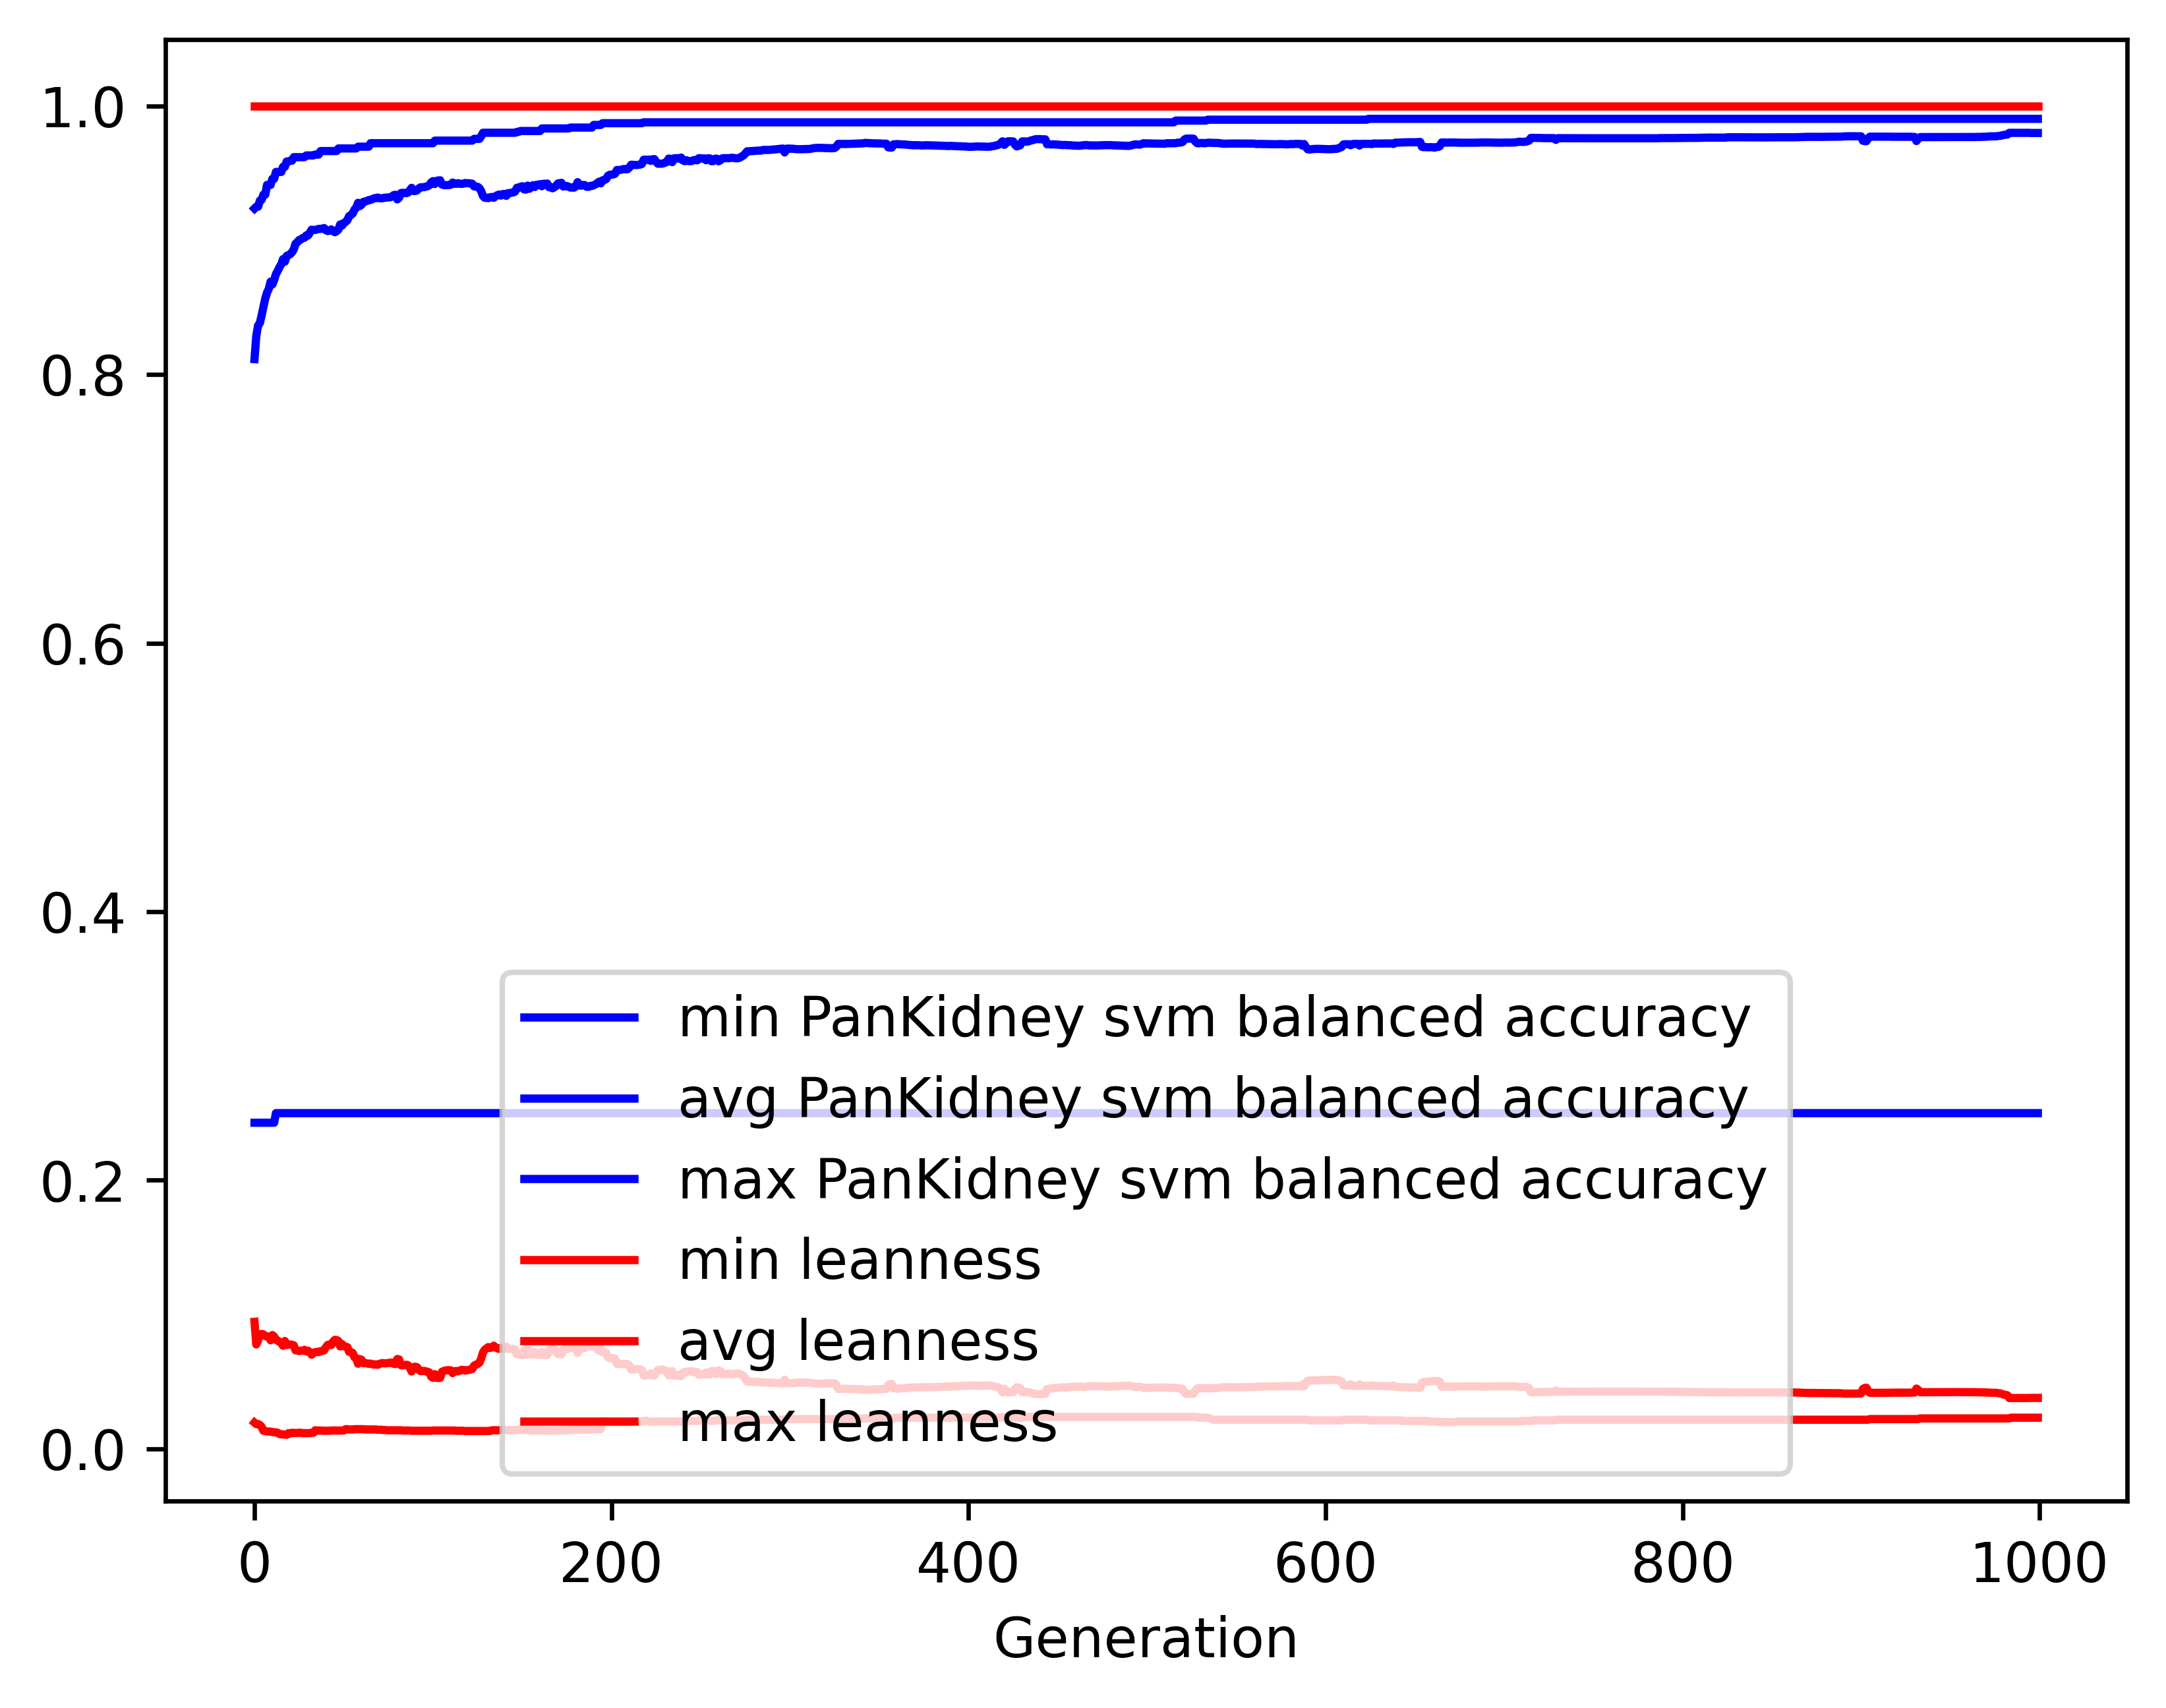 1.0
0.8
0.6
0.4
0.2
0.0
min PanKidney svm balanced accuracy
avg PanKidney svm balanced accuracy
max PanKidney svm balanced accuracy
min leanness
avg leanness
max leanness
0 200 400 600 800 1000
Generation